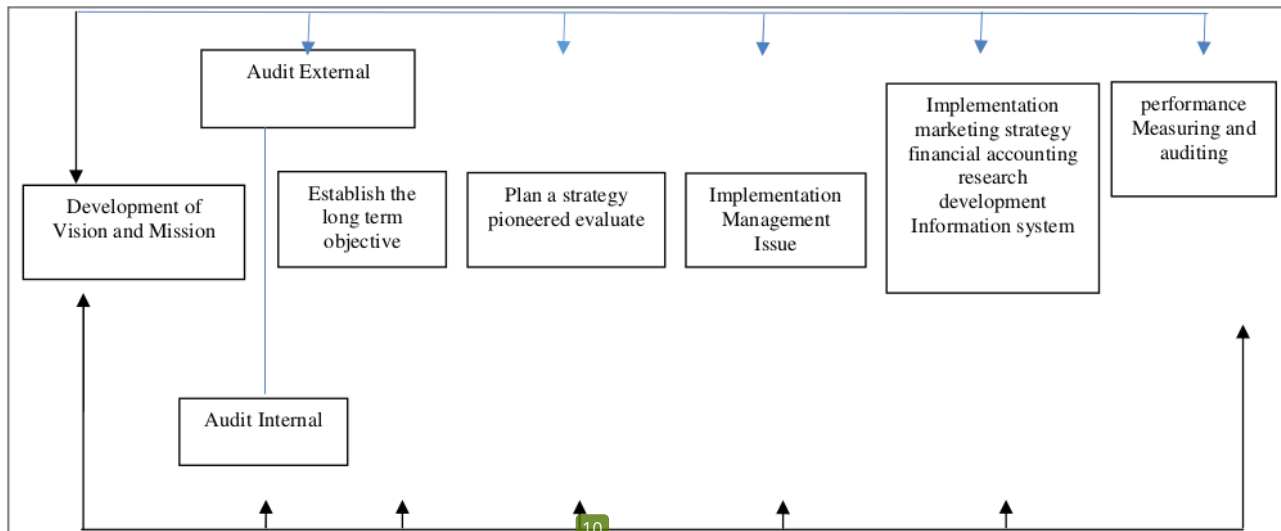 Audit External
Development of
Vision and Mission
Establish the
long term
objective
Plan a strategy
pioneered evaluate
Implementation
Management
Issue
Implementation
marketing strategy
financial accounting
research
development
Information system
performance
Measuring and
auditing
Audit Internal
10